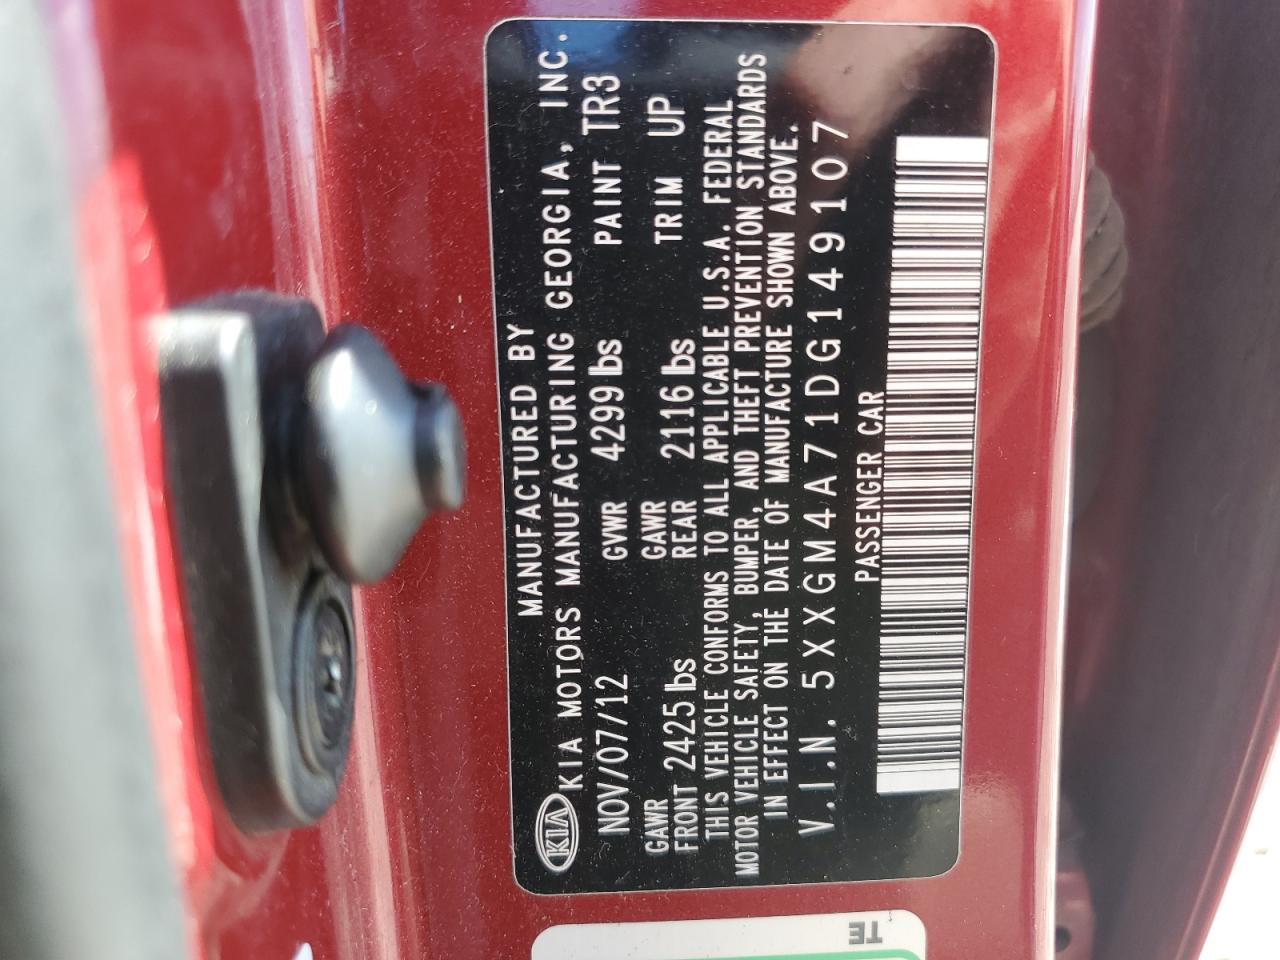 MANUFACTURED BY
KIA KIA MOTORS MANUFACTURING GEORGIA, INC.
NOV/07/12 GVWR 4299 lbs PAINT TR3
GAWR FRONT 2425 lbs GAWR REAR 2116 lbs TRIM UP
THIS VEHICLE CONFORMS TO ALL APPLICABLE U.S.A. FEDERAL
MOTOR VEHICLE SAFETY, BUMPER, AND THEFT PREVENTION STANDARDS
IN EFFECT ON THE DATE OF MANUFACTURE SHOWN ABOVE.
V.I.N. 5XXGM4A71DG149107
PASSENGER CAR
TE